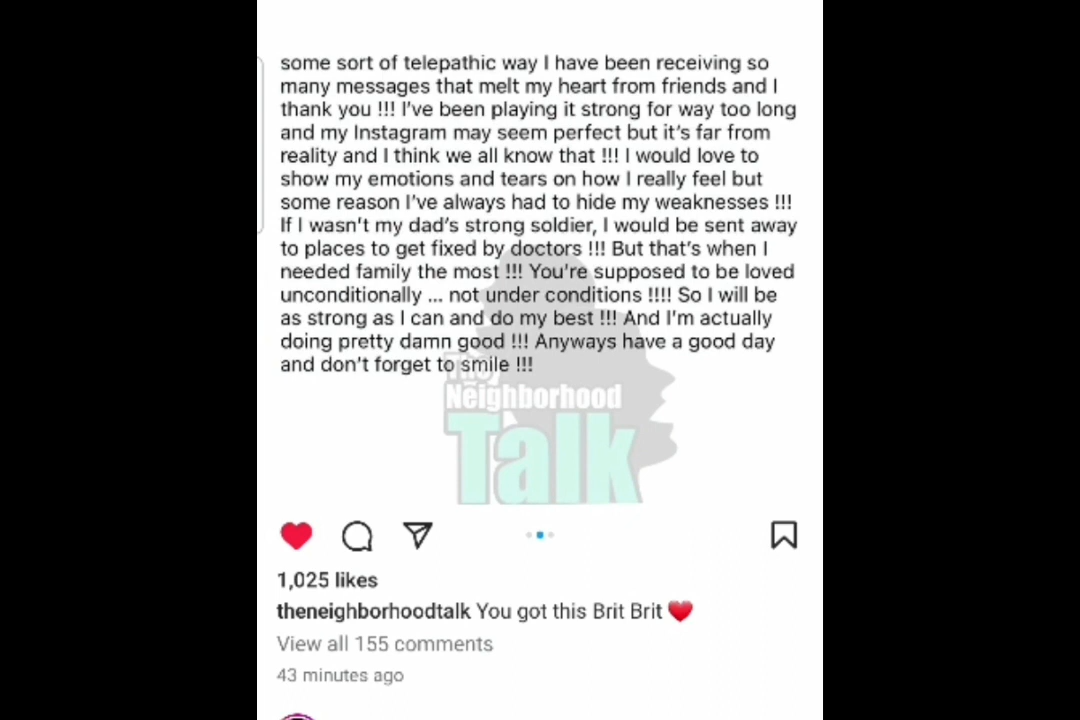 some sort of telepathic way I have been receiving so
many messages that melt my heart from friends and I
thank you !!! I've been playing it strong for way too long
and my Instagram may seem perfect but it's far from
reality and I think we all know that !!! I would love to
show my emotions and tears on how I really feel but
some reason I've always had to hide my weaknesses !!!
If I wasn't my dad's strong soldier, I would be sent away
to places to get fixed by doctors !!! But that's when I
needed family the most !!! You're supposed to be loved
unconditionally ... not under conditions !!!! So I will be
as strong as I can and do my best !!! And I'm actually
doing pretty damn good !!! Anyways have a good day
and don't forget to smile !!!
The
Neighborhood
Talk
1,025 likes
theneighborhoodtalk You got this Brit Brit ❤️
View all 155 comments
43 minutes ago